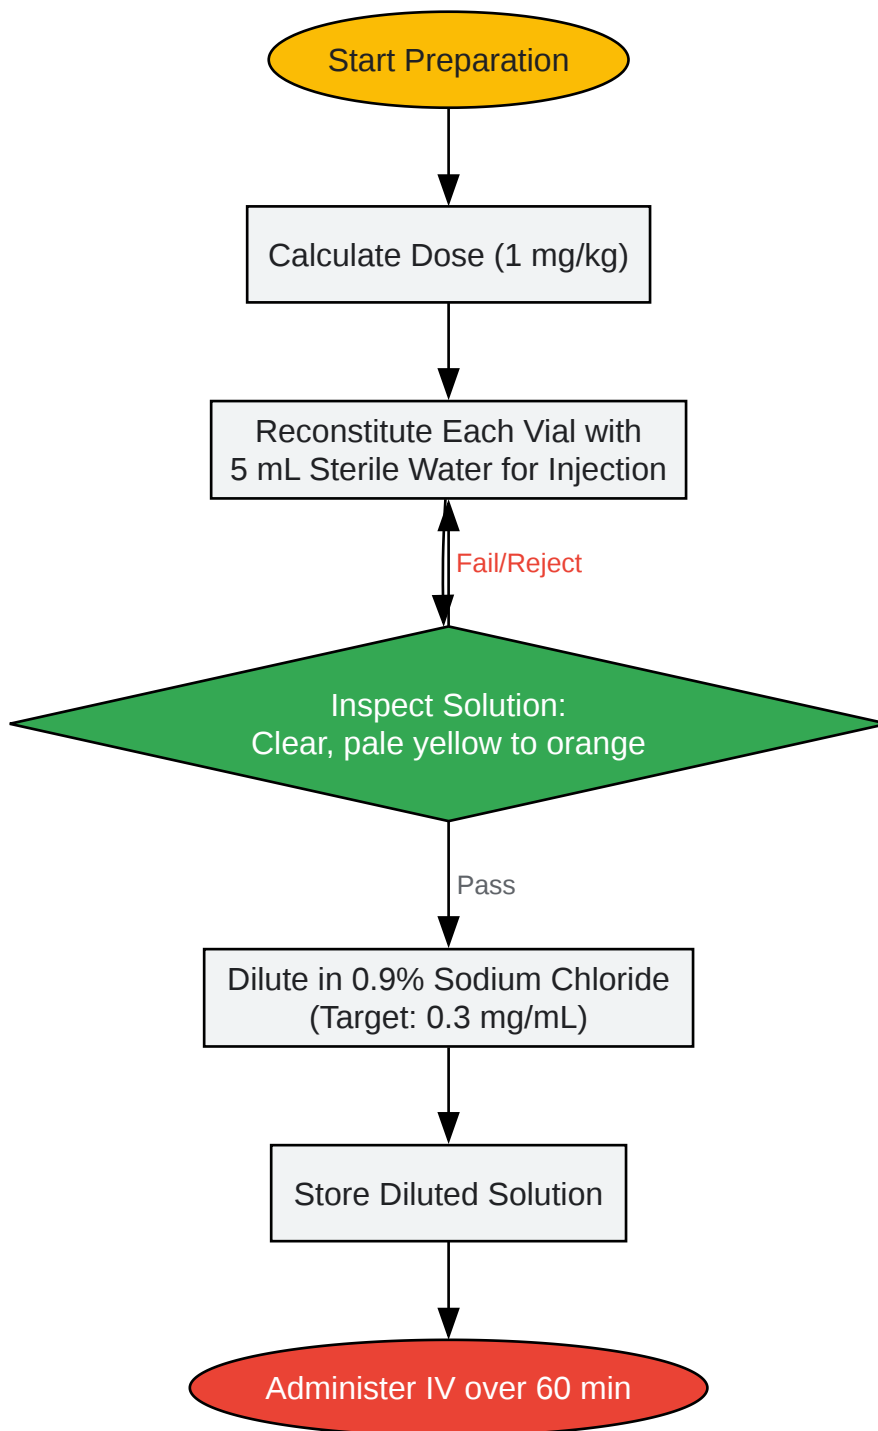 Start Preparation
Calculate Dose (1 mg/kg)
Reconstitute Each Vial with
5 mL Sterile Water for Injection
Fail/Reject
Inspect Solution:
Clear, pale yellow to orange
Pass
Dilute in 0.9% Sodium Chloride
(Target: 0.3 mg/mL)
Store Diluted Solution
Administer IV over 60 min